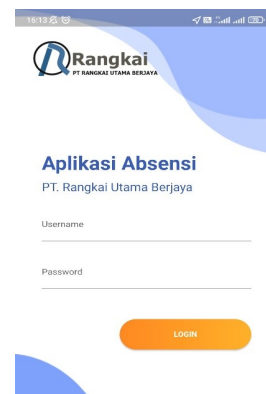 16:13
Rangkai
PT RANGKAI UTAMA BERJAYA
Aplikasi Absensi
PT. Rangkai Utama Berjaya
Username
Password
LOGIN